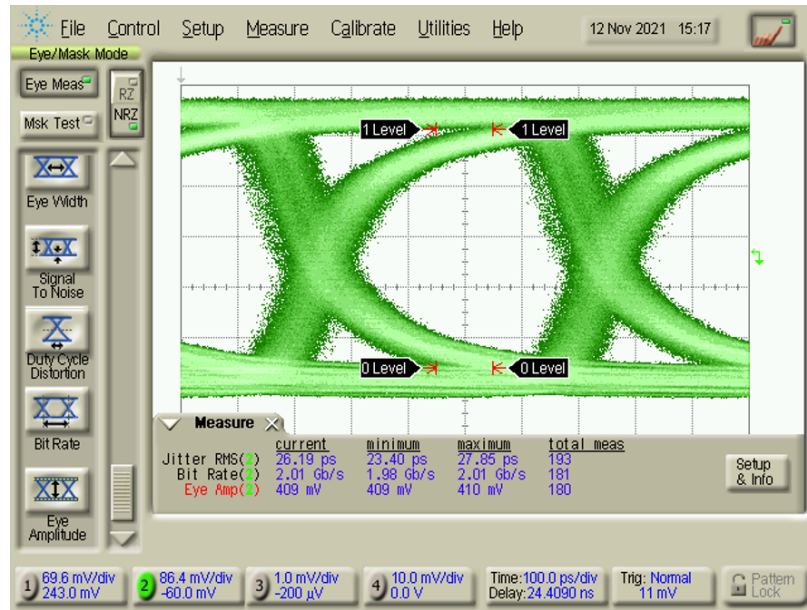 File Control Setup Measure Calibrate Utilities Help 12 Nov 2021 15:17
Eye/Mask Mode
Eye Meas
RZ
NRZ
Msk Test
Eye Width
Signal
To Noise
Duty Cycle
Distortion
Bit Rate
Eye
Amplitude
1 Level 1 Level
0 Level 0 Level
Measure
current minimum maximum total meas
Jitter RMS(2) 26.19 ps 23.40 ps 27.85 ps 193
Bit Rate(2) 2.01 Gb/s 1.98 Gb/s 2.01 Gb/s 181
Eye Amp(2) 409 mV 409 mV 410 mV 180
Setup
& Info
1 69.6 mV/div
243.0 mV
2 86.4 mV/div
-60.0 mV
3 1.0 mV/div
-200 µV
4 10.0 mV/div
0.0 V
Time:100.0 ps/div
Delay:24.4090 ns
Trig: Normal
11 mV
Pattern
Lock